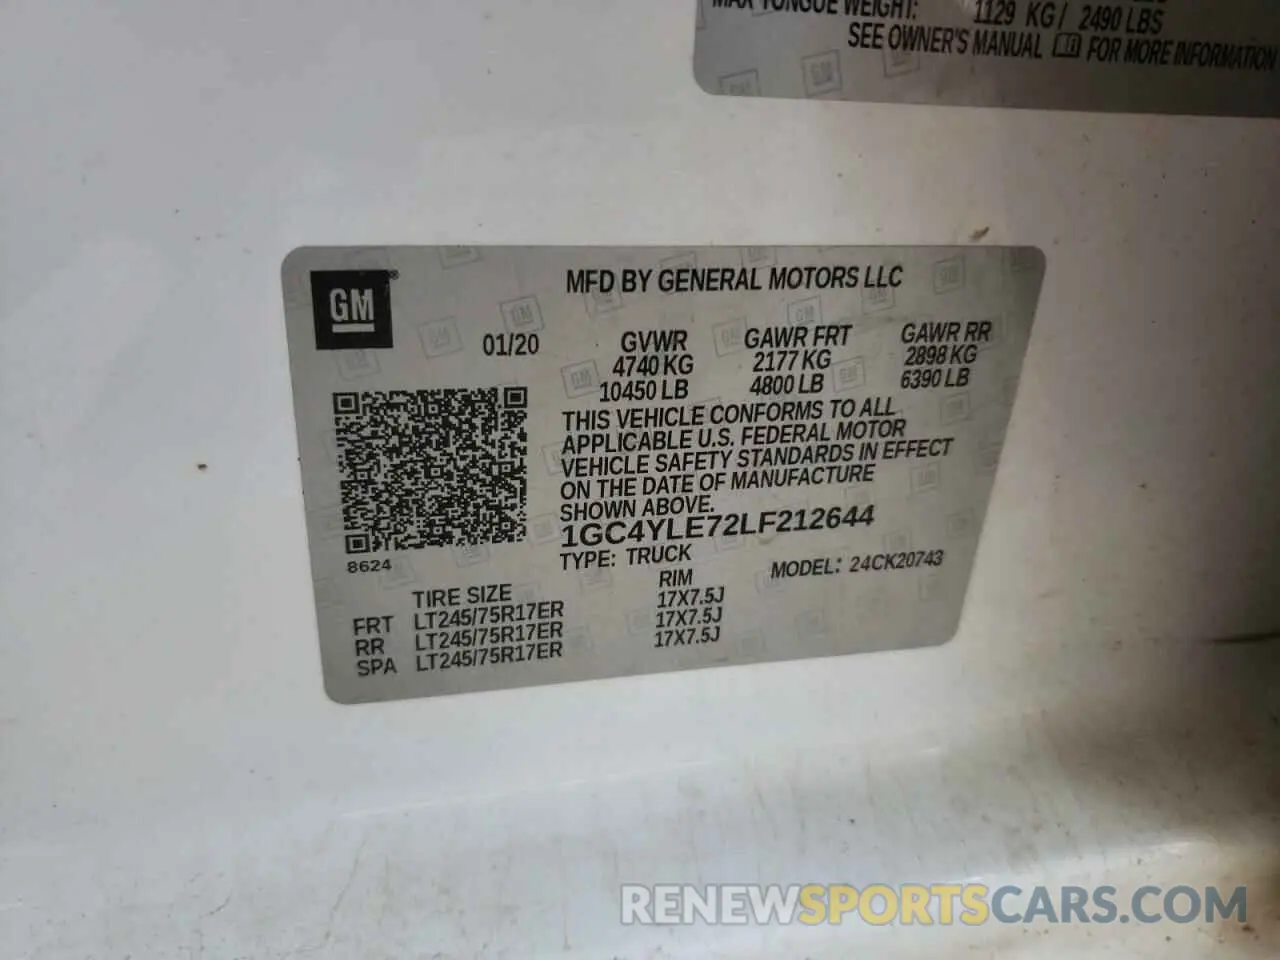 MAX TONGUE WEIGHT: 1129 KG / 2490 LBS
SEE OWNER'S MANUAL FOR MORE INFORMATION
GM
MFD BY GENERAL MOTORS LLC
01/20 GVWR GAWR FRT GAWR RR
4740 KG 2177 KG 2898 KG
10450 LB 4800 LB 6390 LB
THIS VEHICLE CONFORMS TO ALL
APPLICABLE U.S. FEDERAL MOTOR
VEHICLE SAFETY STANDARDS IN EFFECT
ON THE DATE OF MANUFACTURE
SHOWN ABOVE.
1GC4YLE72LF212644
TYPE: TRUCK MODEL: 24CK20743
8624
TIRE SIZE RIM
FRT LT245/75R17ER 17X7.5J
RR LT245/75R17ER 17X7.5J
SPA LT245/75R17ER 17X7.5J
RENEWSPORTSCARS.COM